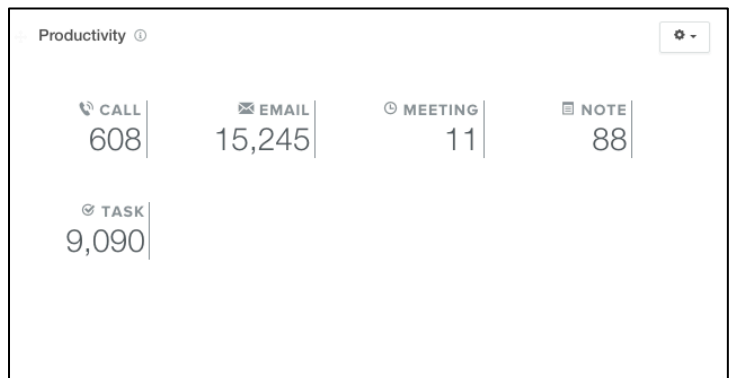 Productivity
CALL EMAIL MEETING NOTE
608 15,245 11 88
TASK
9,090